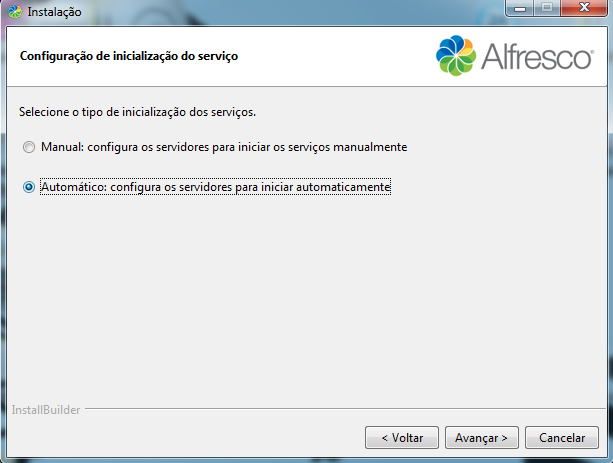 Instalação
Configuração de inicialização do serviço
Alfresco
Selecione o tipo de inicialização dos serviços.
Manual: configura os servidores para iniciar os serviços manualmente
Automático: configura os servidores para iniciar automaticamente
InstallBuilder
< Voltar
Avançar >
Cancelar